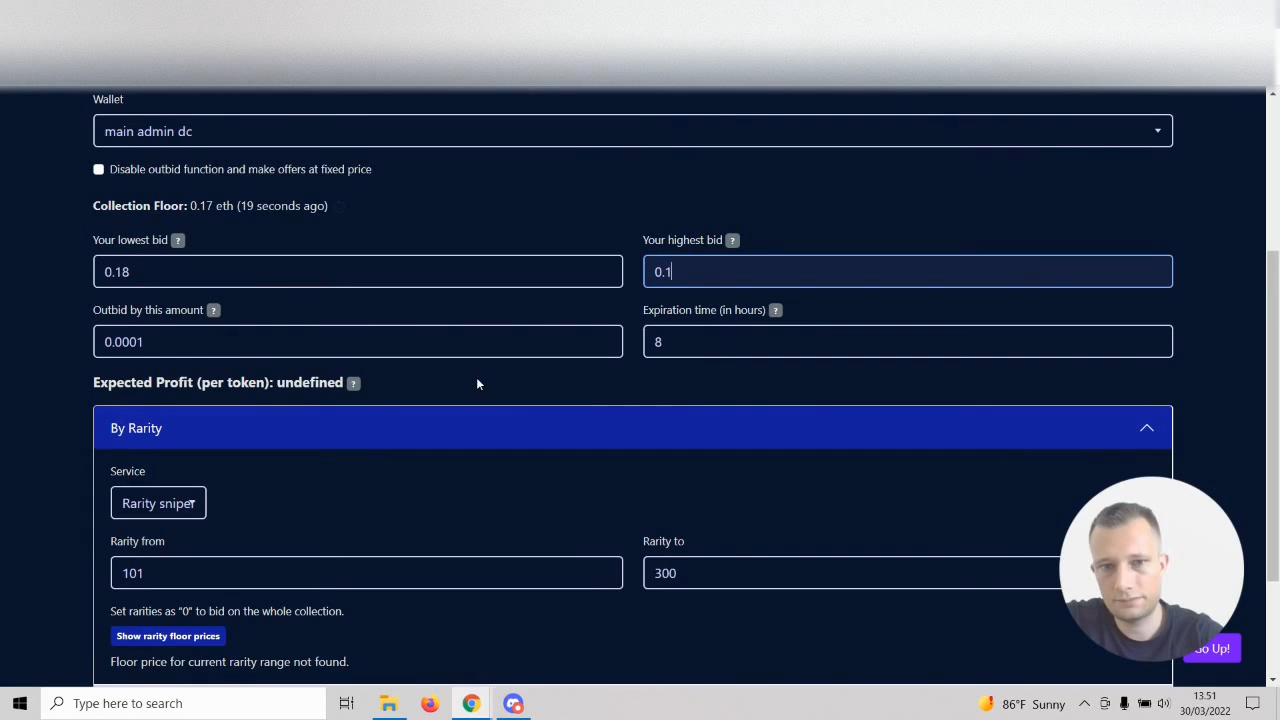 Wallet
main admin dc
Disable outbid function and make offers at fixed price
Collection Floor: 0.17 eth (19 seconds ago)
Your lowest bid ?
Your highest bid ?
0.18
0.1
Outbid by this amount ?
Expiration time (in hours) ?
0.0001
8
Expected Profit (per token): undefined ?
By Rarity
Service
Rarity sniper
Rarity from
Rarity to
101
300
Set rarities as "0" to bid on the whole collection.
Show rarity floor prices
Floor price for current rarity range not found.
Go Up!
Type here to search
86°F Sunny
13.51
30/03/2022